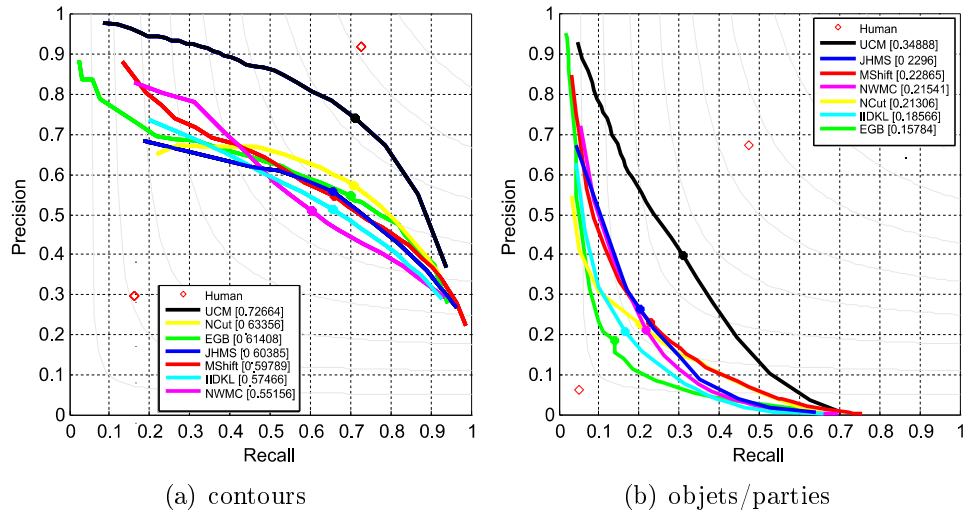 1
0.9
0.8
0.7
0.6
0.5
0.4
0.3
0.2
0.1
0
Precision
0 0.1 0.2 0.3 0.4 0.5 0.6 0.7 0.8 0.9 1
Recall
Human
UCM [0.72664]
NCut [0.63356]
EGB [0.61408]
JHMS [0.60385]
MShift [0.59789]
IIDKL [0.57466]
NWMC [0.55156]
(a) contours
1
0.9
0.8
0.7
0.6
0.5
0.4
0.3
0.2
0.1
0
Precision
0 0.1 0.2 0.3 0.4 0.5 0.6 0.7 0.8 0.9 1
Recall
Human
UCM [0.34888]
JHMS [0.2296]
MShift [0.22865]
NWMC [0.21541]
NCut [0.21306]
IIDKL [0.18566]
EGB [0.15784]
(b) objets/parties